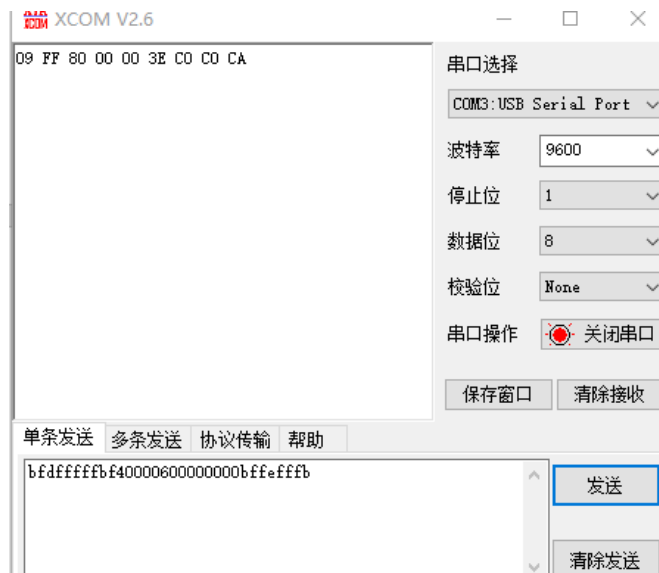 XCOM V2.6
09 FF 80 00 00 3E C0 C0 CA
串口选择
COM3:USB Serial Port
波特率 9600
停止位 1
数据位 8
校验位 None
串口操作 关闭串口
保存窗口 清除接收
单条发送 多条发送 协议传输 帮助
bfdfffffbf40000600000000bffefffb
发送
清除发送